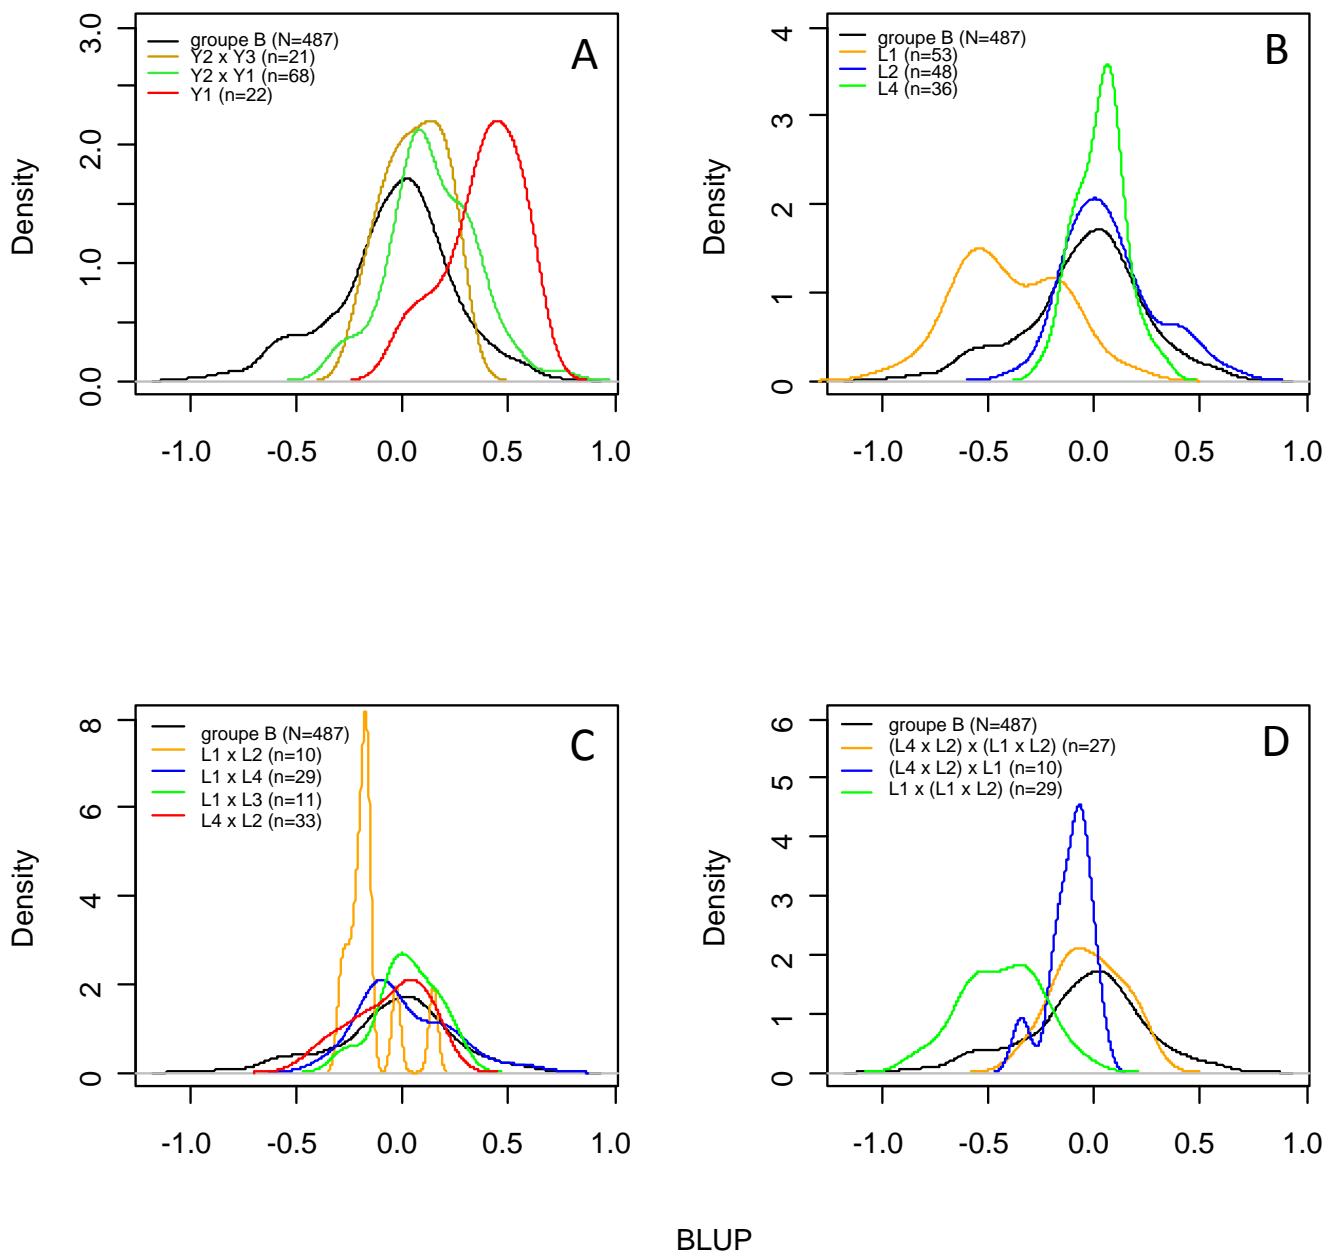 A
groupe B (N=487)
Y2 x Y3 (n=21)
Y2 x Y1 (n=68)
Y1 (n=22)
Density
3.0
2.0
1.0
0.0
-1.0 -0.5 0.0 0.5 1.0
B
groupe B (N=487)
L1 (n=53)
L2 (n=48)
L4 (n=36)
Density
4
3
2
1
0
-1.0 -0.5 0.0 0.5 1.0
C
groupe B (N=487)
L1 x L2 (n=10)
L1 x L4 (n=29)
L1 x L3 (n=11)
L4 x L2 (n=33)
Density
8
6
4
2
0
-1.0 -0.5 0.0 0.5 1.0
D
groupe B (N=487)
(L4 x L2) x (L1 x L2) (n=27)
(L4 x L2) x L1 (n=10)
L1 x (L1 x L2) (n=29)
Density
6
5
4
3
2
1
0
-1.0 -0.5 0.0 0.5 1.0
BLUP